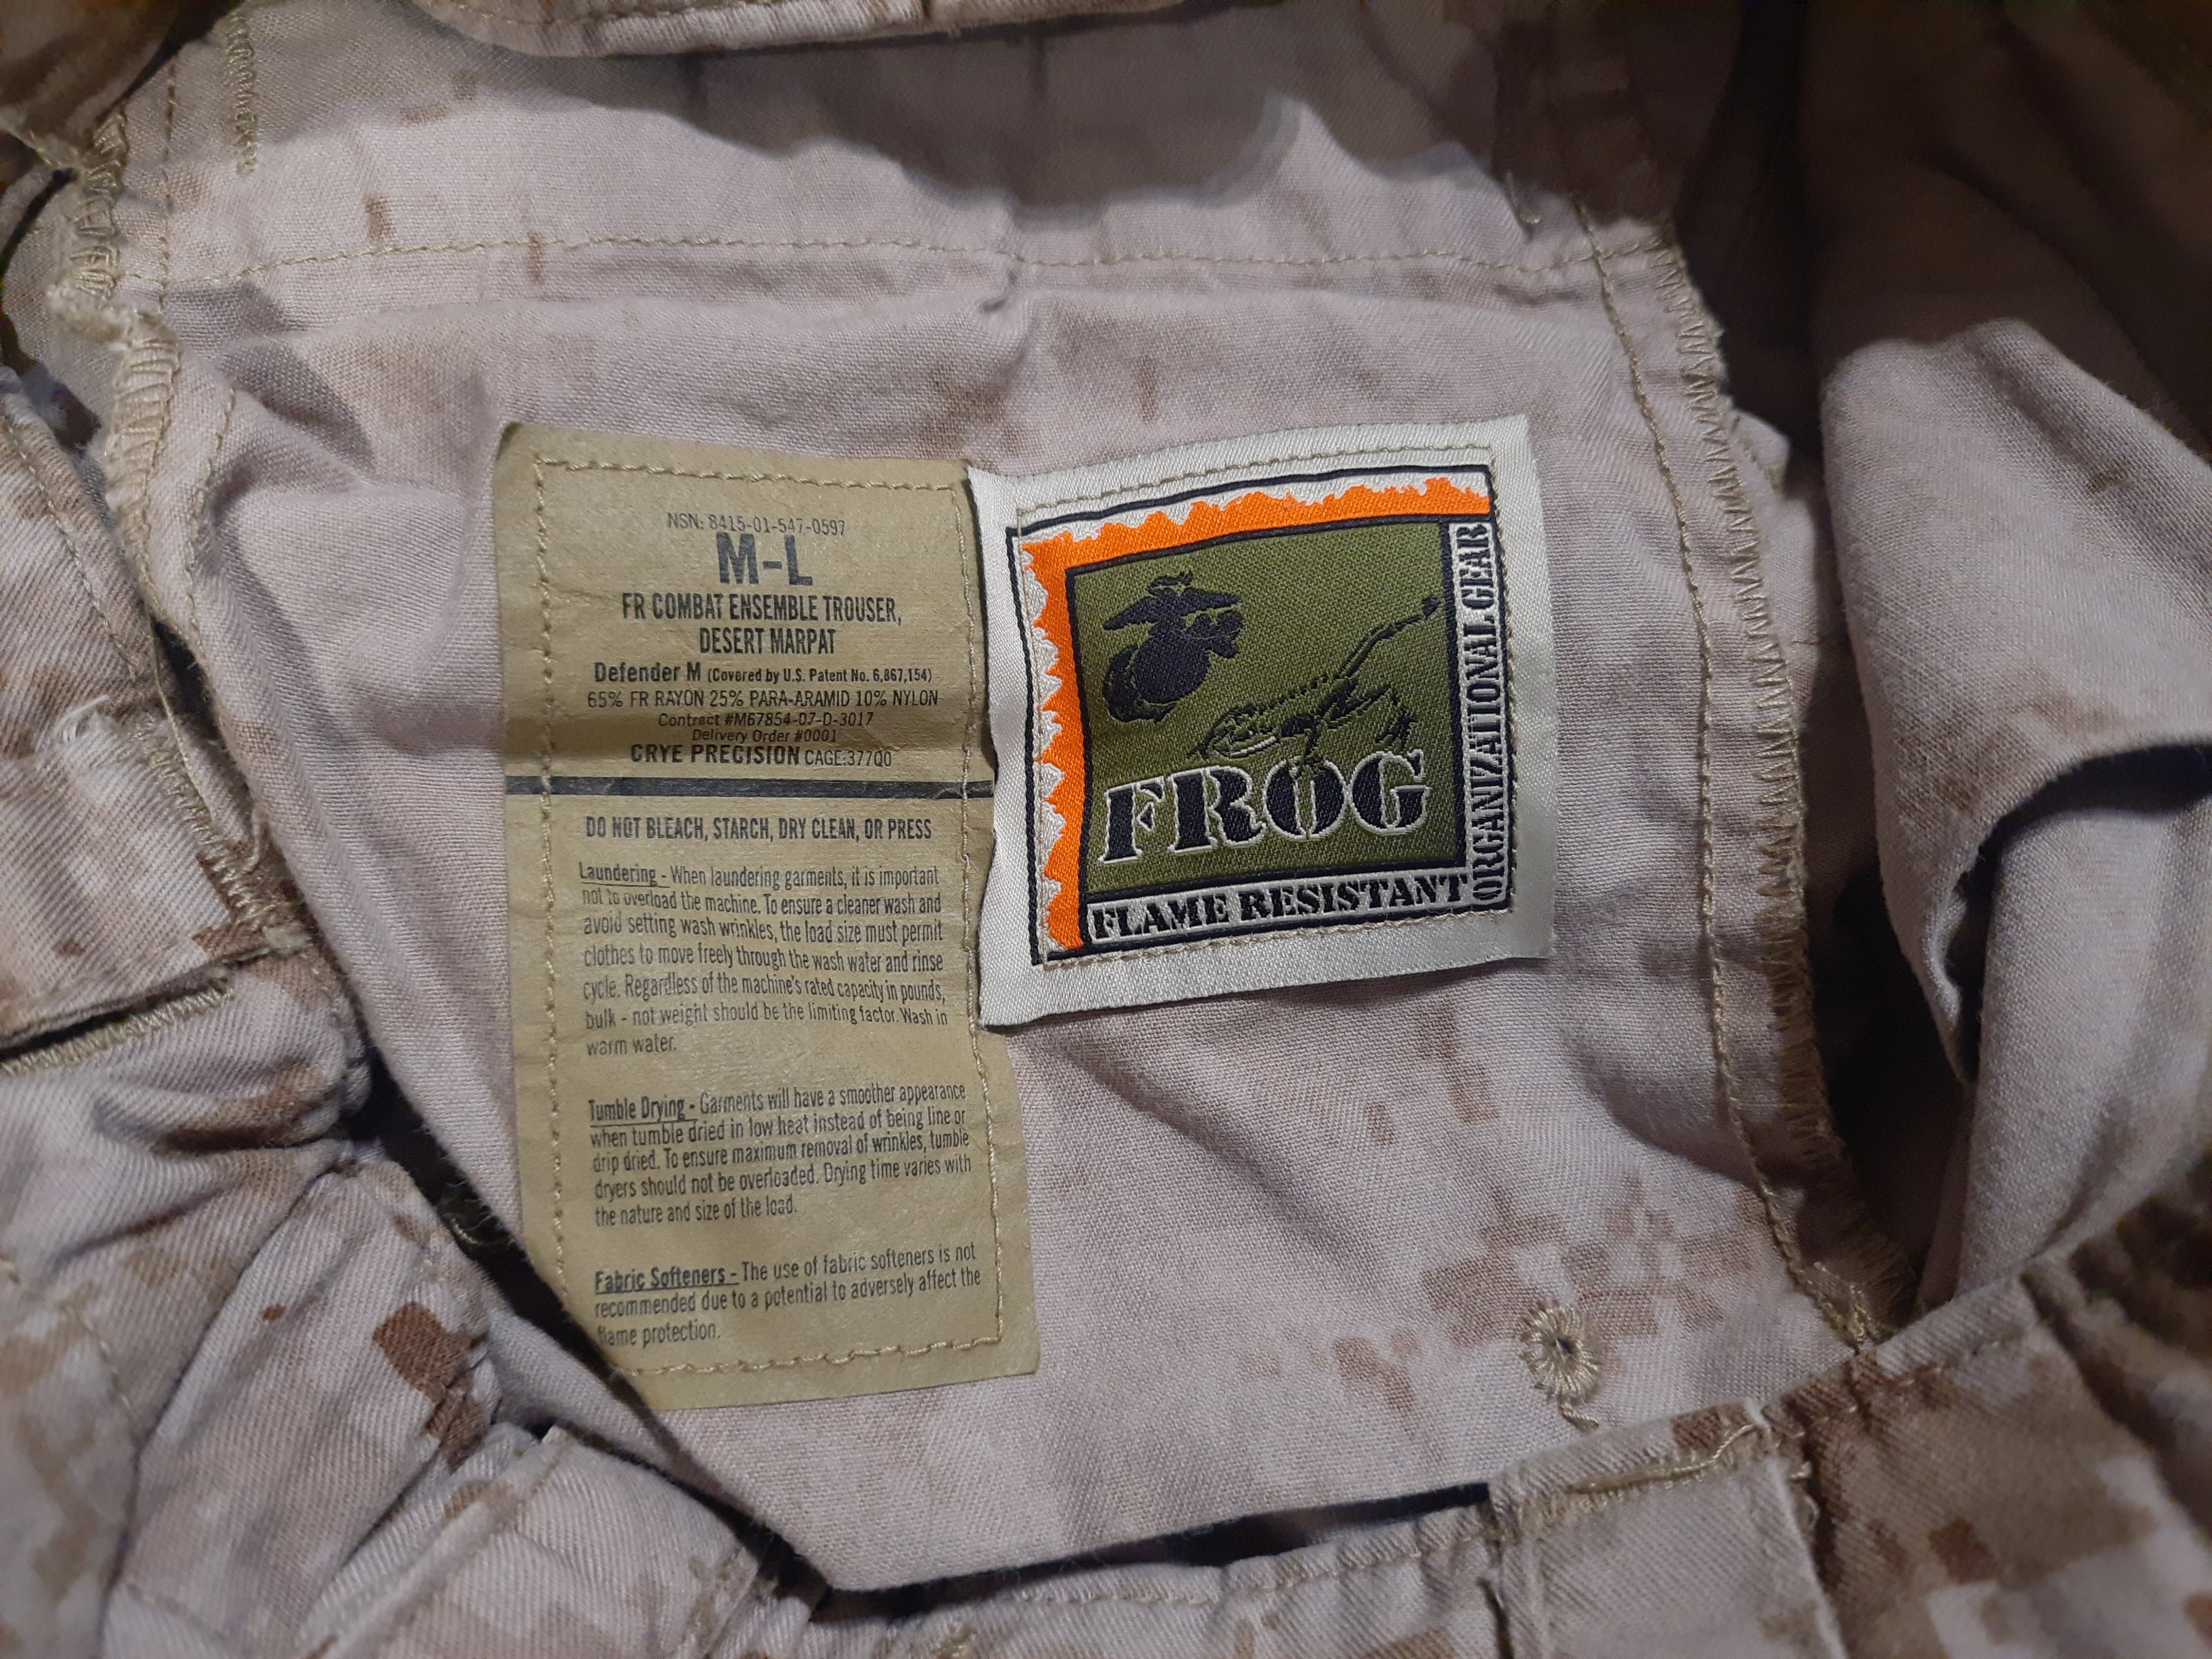 NSN: 8415-01-547-0597
M-L
FR COMBAT ENSEMBLE TROUSER,
DESERT MARPAT
Defender M (Covered by U.S. Patent No. 6,867,154)
65% FR RAYON 25% PARA-ARAMID 10% NYLON
Contract #M67854-07-D-3017
Delivery Order #0001
CRYE PRECISION CAGE:377Q0
DO NOT BLEACH, STARCH, DRY CLEAN, OR PRESS
Laundering - When laundering garments, it is important
not to overload the machine. To ensure a cleaner wash and
avoid setting wash wrinkles, the load size must permit
clothes to move freely through the wash water and rinse
cycle. Regardless of the machine's rated capacity in pounds,
bulk - not weight should be the limiting factor. Wash in
warm water.
Tumble Drying - Garments will have a smoother appearance
when tumble dried in low heat instead of being line or
drip dried. To ensure maximum removal of wrinkles, tumble
dryers should not be overloaded. Drying time varies with
the nature and size of the load.
Fabric Softeners - The use of fabric softeners is not
recommended due to a potential to adversely affect the
flame protection.
FROG
FLAME RESISTANT
ORGANIZATIONAL GEAR